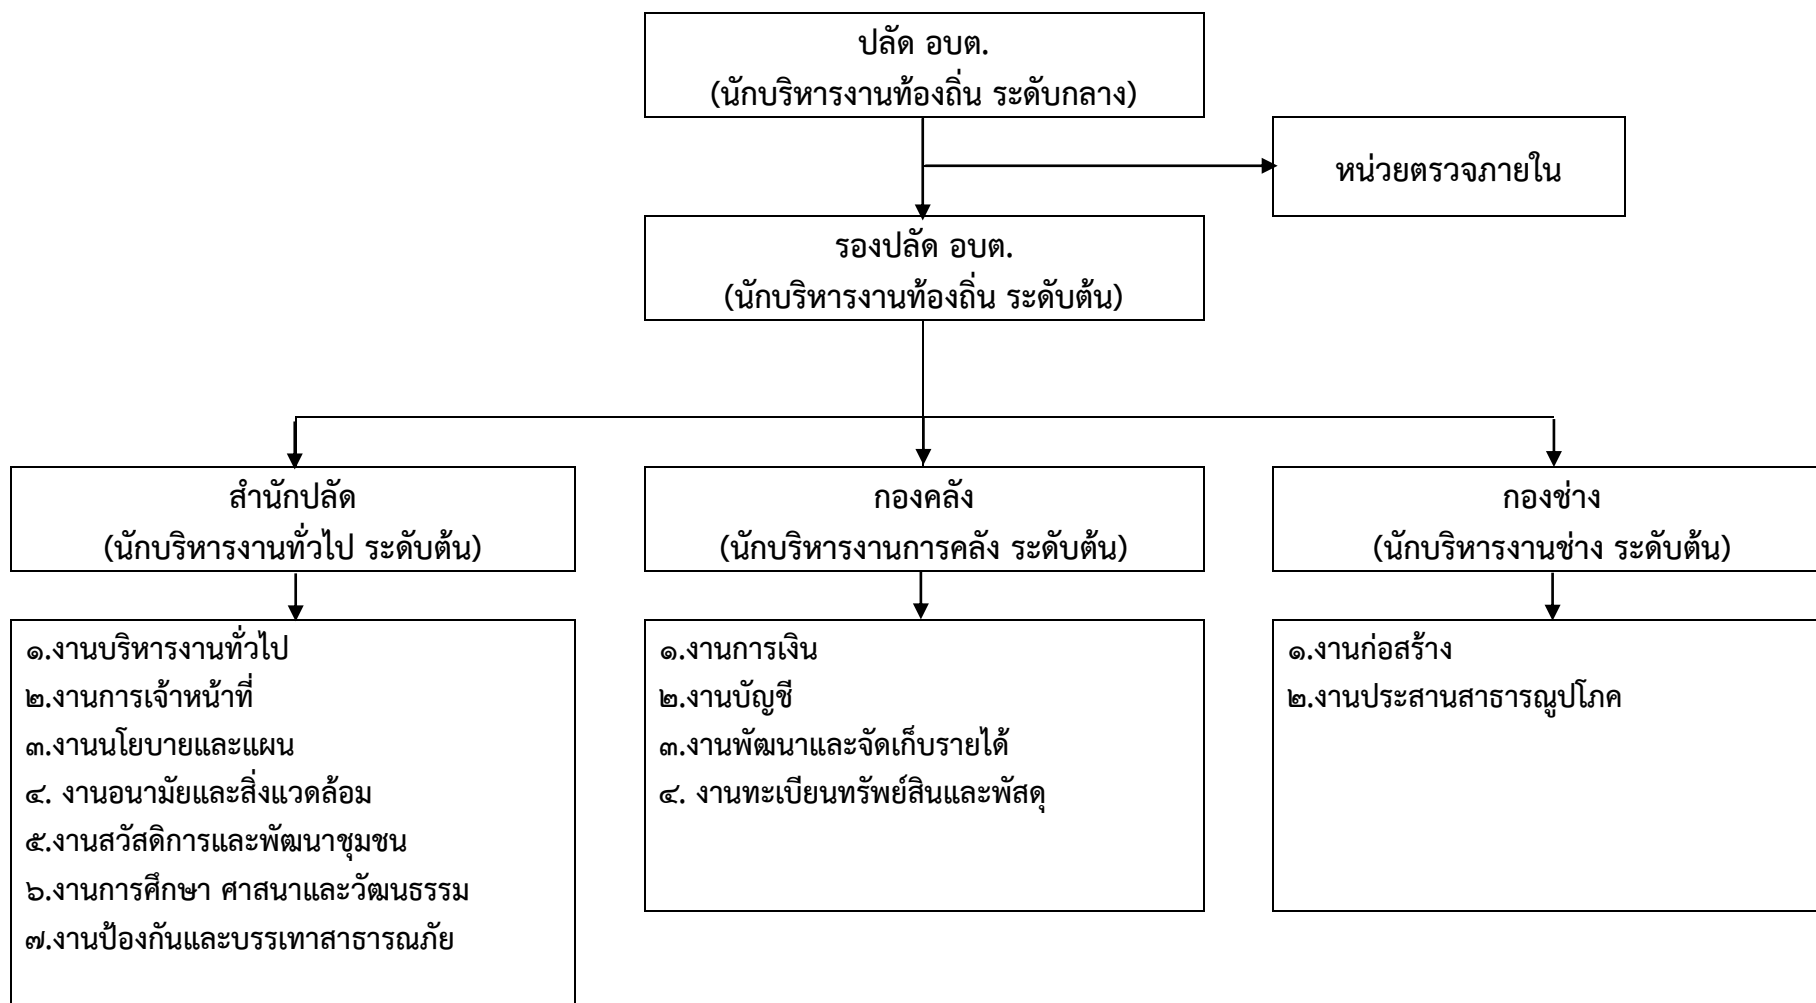 ปลัด อบต.
(นักบริหารงานท้องถิ่น ระดับกลาง)
หน่วยตรวจภายใน
รองปลัด อบต.
(นักบริหารงานท้องถิ่น ระดับต้น)
สำนักปลัด
(นักบริหารงานทั่วไป ระดับต้น)
กองคลัง
(นักบริหารงานการคลัง ระดับต้น)
กองช่าง
(นักบริหารงานช่าง ระดับต้น)
๑.งานบริหารงานทั่วไป
๒.งานการเจ้าหน้าที่
๓.งานนโยบายและแผน
๔. งานอนามัยและสิ่งแวดล้อม
๕.งานสวัสดิการและพัฒนาชุมชน
๖.งานการศึกษา ศาสนาและวัฒนธรรม
๗.งานป้องกันและบรรเทาสาธารณภัย
๑.งานการเงิน
๒.งานบัญชี
๓.งานพัฒนาและจัดเก็บรายได้
๔. งานทะเบียนทรัพย์สินและพัสดุ
๑.งานก่อสร้าง
๒.งานประสานสาธารณูปโภค